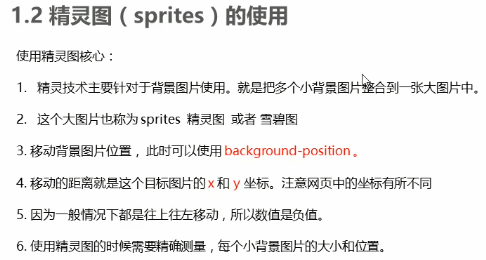 1.2 精灵图（sprites）的使用
使用精灵图核心：
1. 精灵技术主要针对于背景图片使用。就是把多个小背景图片整合到一张大图片中。
2. 这个大图片也称为 sprites 精灵图 或者 雪碧图
3. 移动背景图片位置， 此时可以使用 background-position 。
4. 移动的距离就是这个目标图片的 x 和 y 坐标。注意网页中的坐标有所不同
5. 因为一般情况下都是往上往左移动，所以数值是负值。
6. 使用精灵图的时候需要精确测量，每个小背景图片的大小和位置。